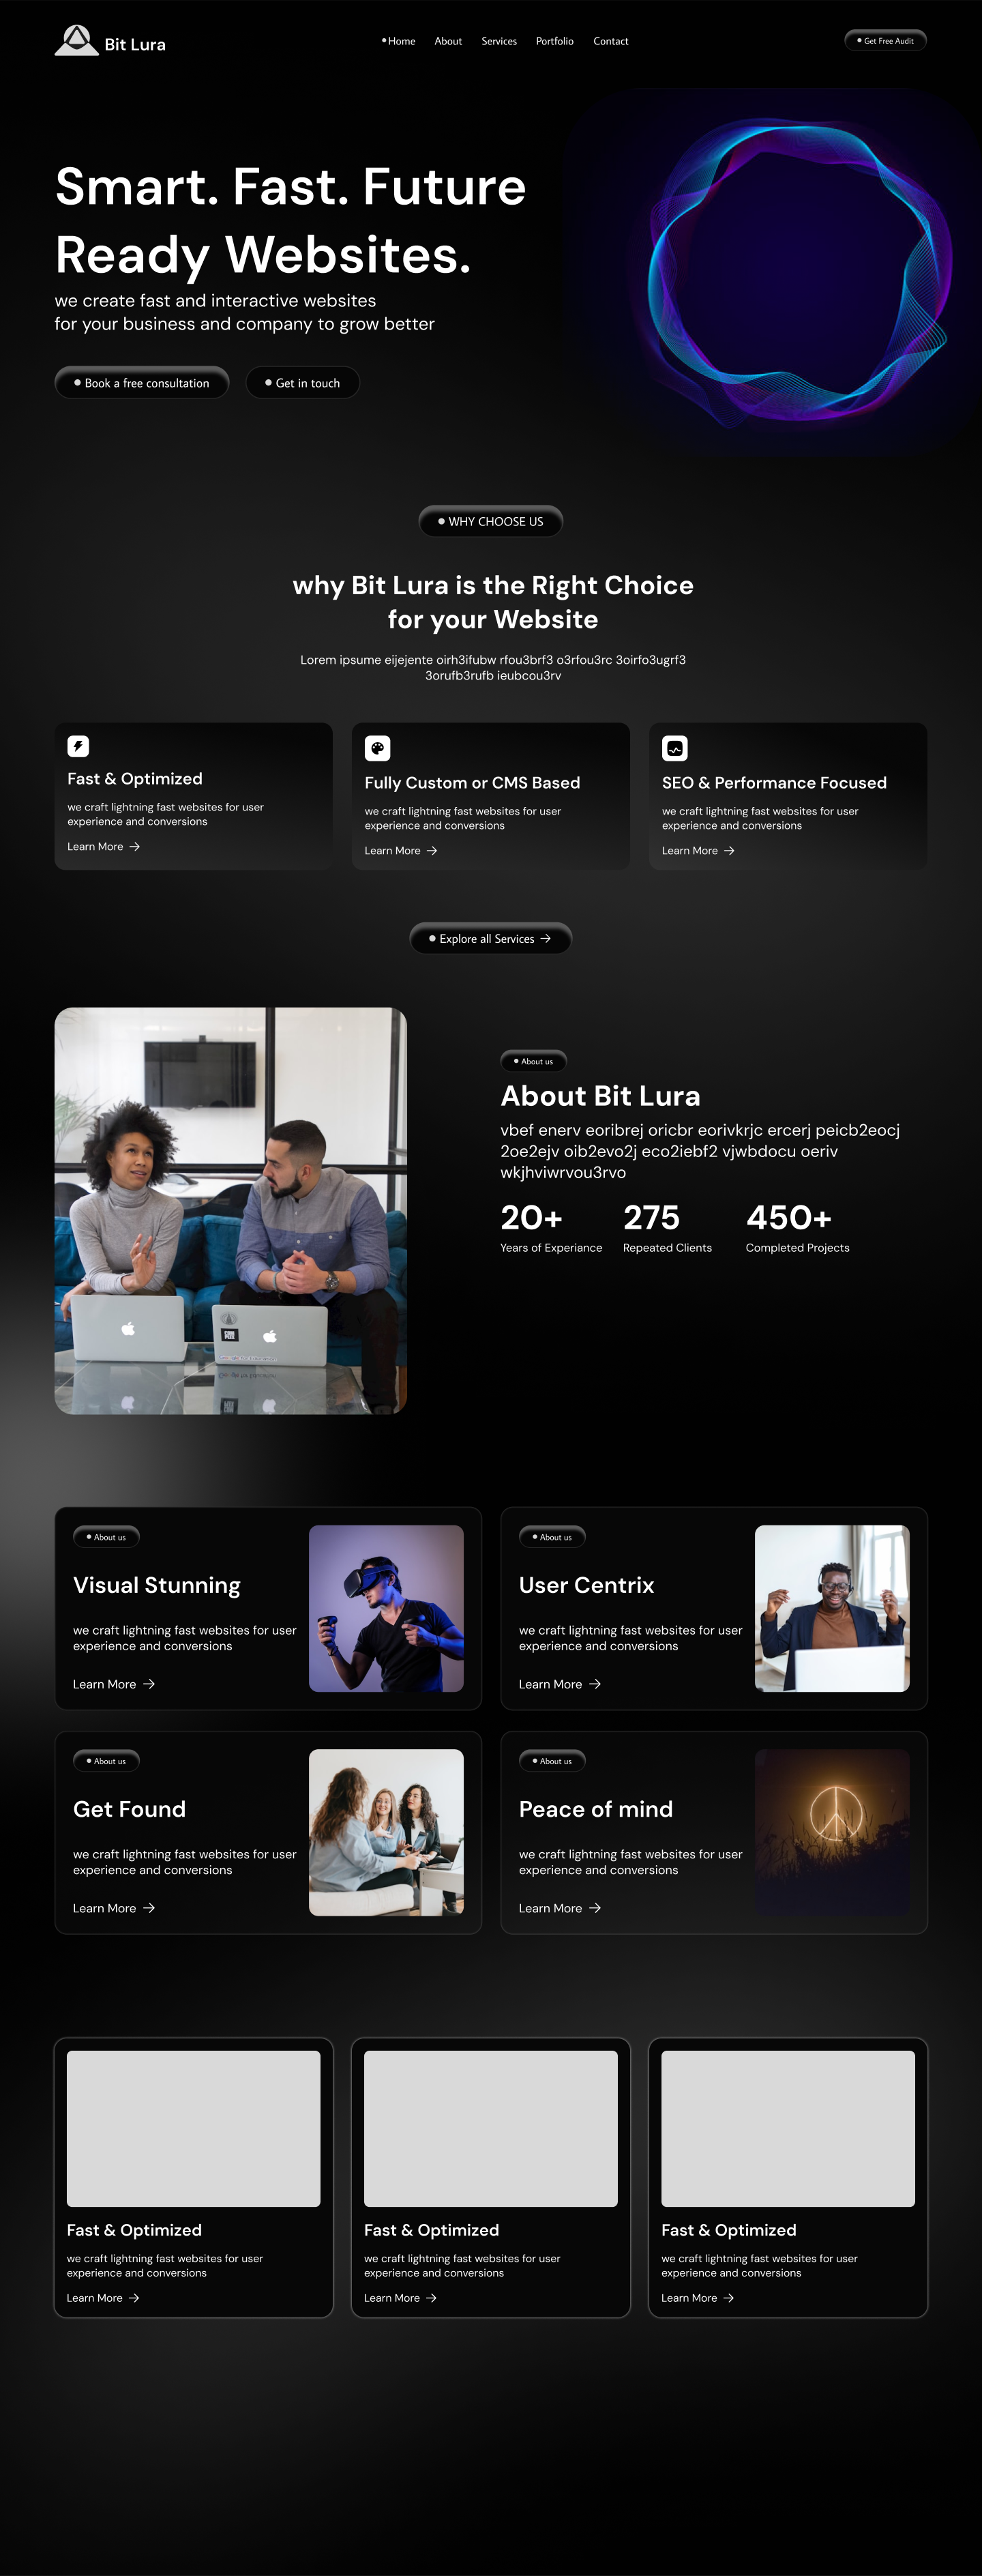 Bit Lura
Home About Services Portfolio Contact
Get Free Audit
Smart. Fast. Future
Ready Websites.
we create fast and interactive websites
for your business and company to grow better
Book a free consultation
Get in touch
WHY CHOOSE US
why Bit Lura is the Right Choice
for your Website
Lorem ipsume eijejente oirh3ifubw rfou3brf3 o3rfou3rc 3oirfo3ugrf3
3orufb3rufb ieubcou3rv
Fast & Optimized
we craft lightning fast websites for user
experience and conversions
Learn More
Fully Custom or CMS Based
we craft lightning fast websites for user
experience and conversions
Learn More
SEO & Performance Focused
we craft lightning fast websites for user
experience and conversions
Learn More
Explore all Services
About us
About Bit Lura
vbef enerv eoribrej oricbr eorivkrjc ercerj peicb2eocj
2oe2ejv oib2evo2j eco2iebf2 vjwbdocu oeriv
wkjhviwrvou3rvo
20+
Years of Experiance
275
Repeated Clients
450+
Completed Projects
About us
Visual Stunning
we craft lightning fast websites for user
experience and conversions
Learn More
About us
User Centrix
we craft lightning fast websites for user
experience and conversions
Learn More
About us
Get Found
we craft lightning fast websites for user
experience and conversions
Learn More
About us
Peace of mind
we craft lightning fast websites for user
experience and conversions
Learn More
Fast & Optimized
we craft lightning fast websites for user
experience and conversions
Learn More
Fast & Optimized
we craft lightning fast websites for user
experience and conversions
Learn More
Fast & Optimized
we craft lightning fast websites for user
experience and conversions
Learn More